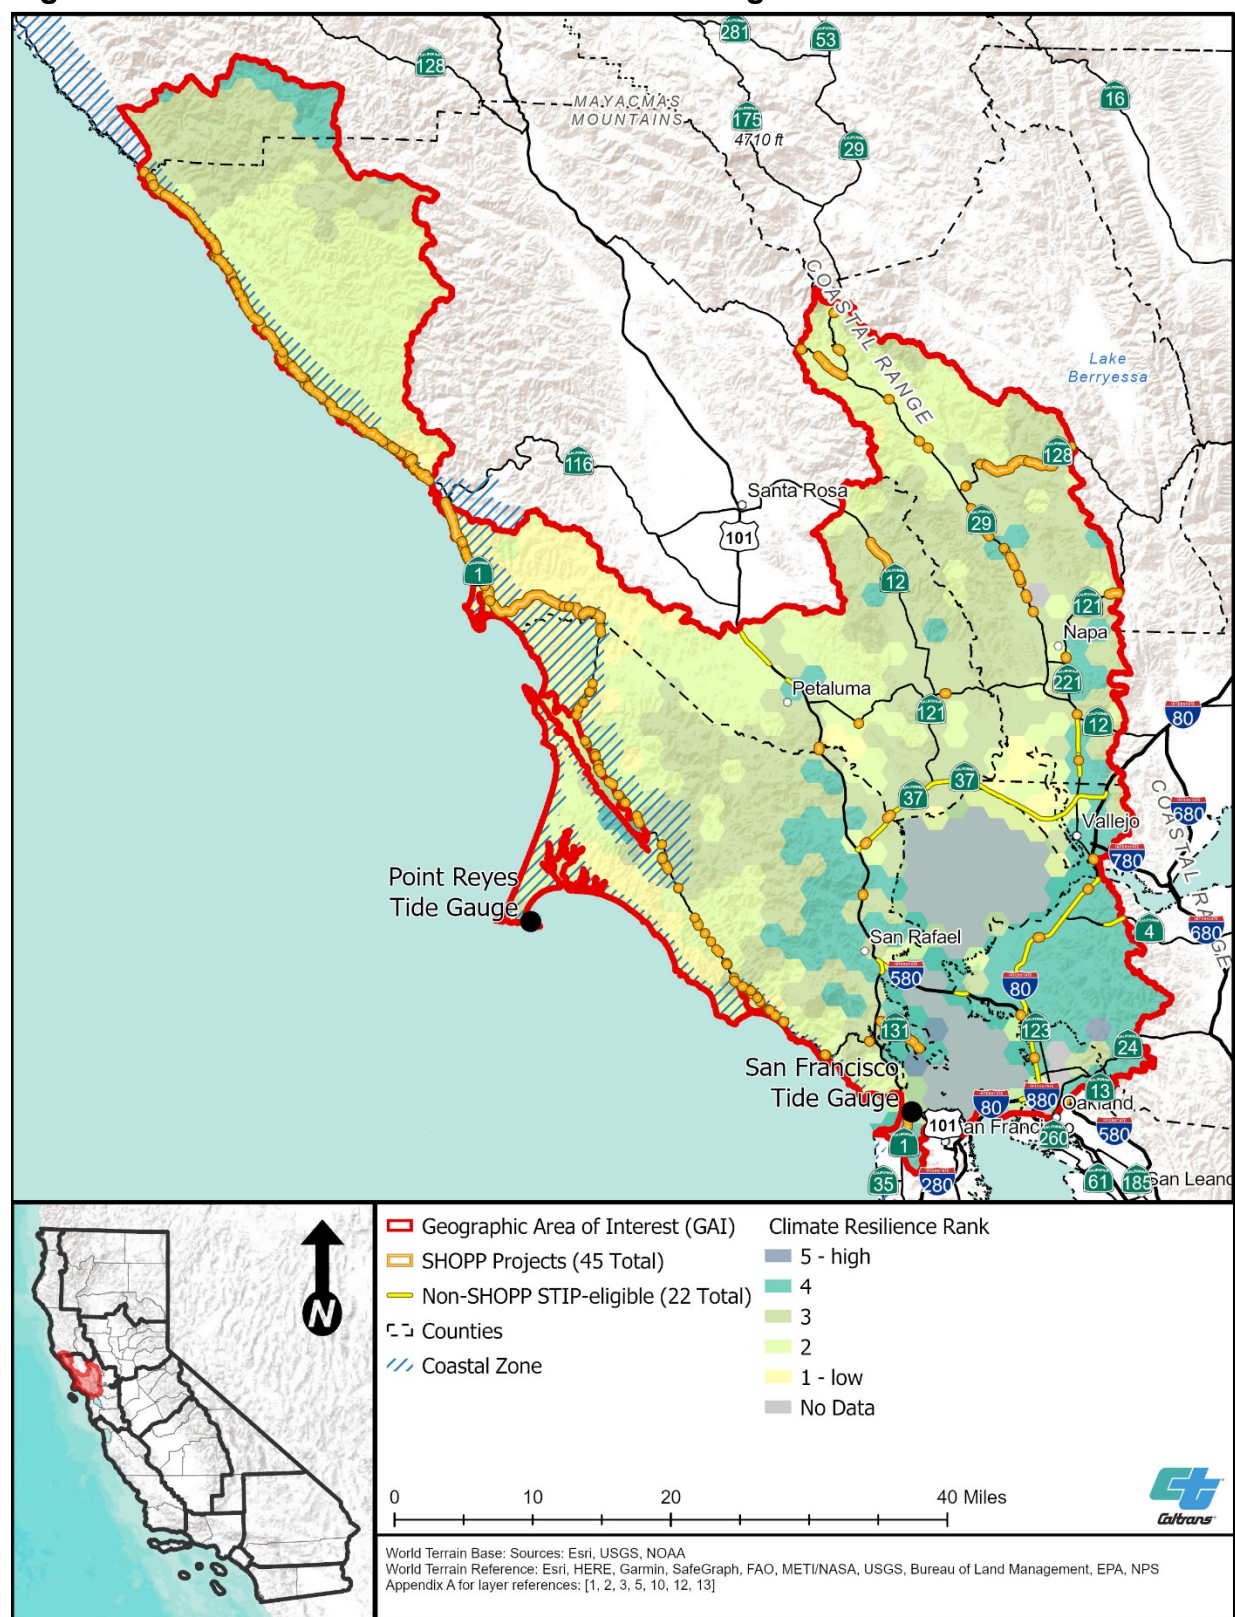 281
53
128
16
MAYACMAS
MOUNTAINS
175
4710 ft
29
COASTAL RANGE
Lake
Berryessa
116
128
Santa Rosa
29
101
1
12
121
Napa
221
Petaluma
121
12
80
37
37
COASTAL RANGE
680
Vallejo
780
Point Reyes
Tide Gauge
San Rafael
4
680
580
80
131
123
24
San Francisco
Tide Gauge
13
80
880
Oakland
101
an Francisco
580
1
260
35
280
61
185
San Leand
N
Geographic Area of Interest (GAI)
SHOPP Projects (45 Total)
Non-SHOPP STIP-eligible (22 Total)
Counties
Coastal Zone
Climate Resilience Rank
5 - high
4
3
2
1 - low
No Data
0 10 20 40 Miles
Caltrans
World Terrain Base: Sources: Esri, USGS, NOAA
World Terrain Reference: Esri, HERE, Garmin, SafeGraph, FAO, METI/NASA, USGS, Bureau of Land Management, EPA, NPS
Appendix A for layer references: [1, 2, 3, 5, 10, 12, 13]